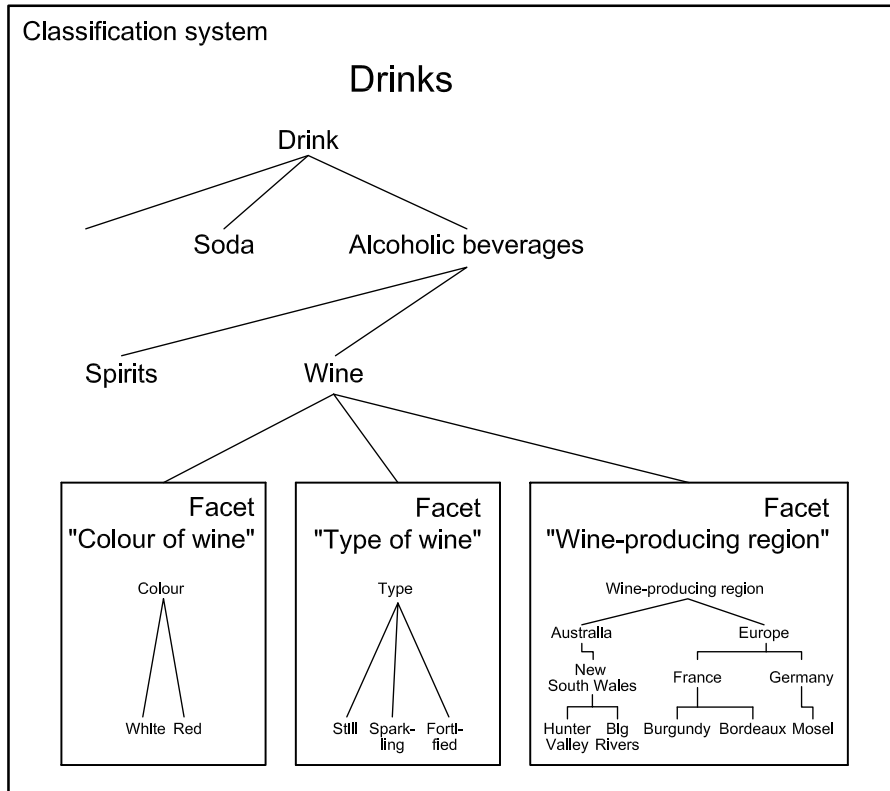 Classification system
Drinks
Drink
Soda
Alcoholic beverages
Spirits
Wine
Facet
"Colour of wine"
Colour
White
Red
Facet
"Type of wine"
Type
Still
Spark-
ling
Forti-
fied
Facet
"Wine-producing region"
Wine-producing region
Australia
Europe
New
South Wales
France
Germany
Hunter
Valley
Big
Rivers
Burgundy
Bordeaux
Mosel